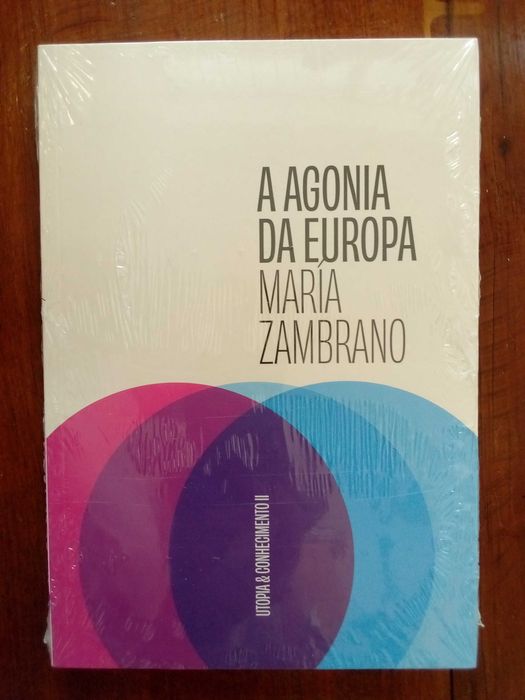 A AGONIA
DA EUROPA
MARÍA
ZAMBRANO
UTOPIA & CONHECIMENTO II